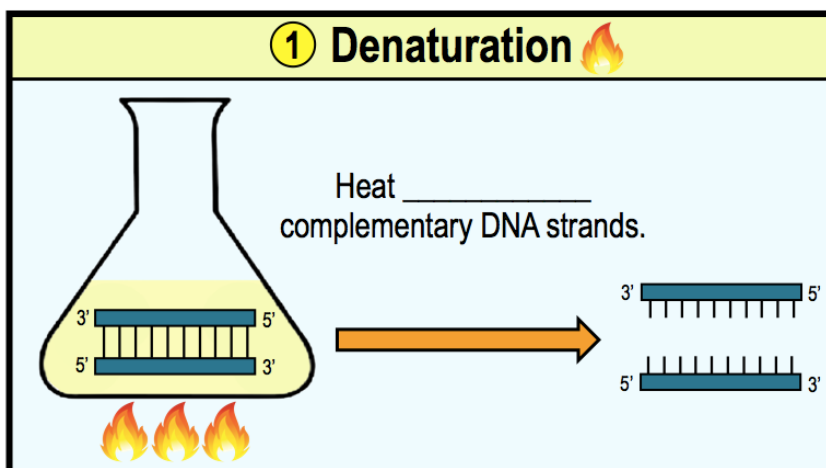 ① Denaturation
Heat ____________
complementary DNA strands.
3’ 5’
3’ 5’
5’ 3’
5’ 3’